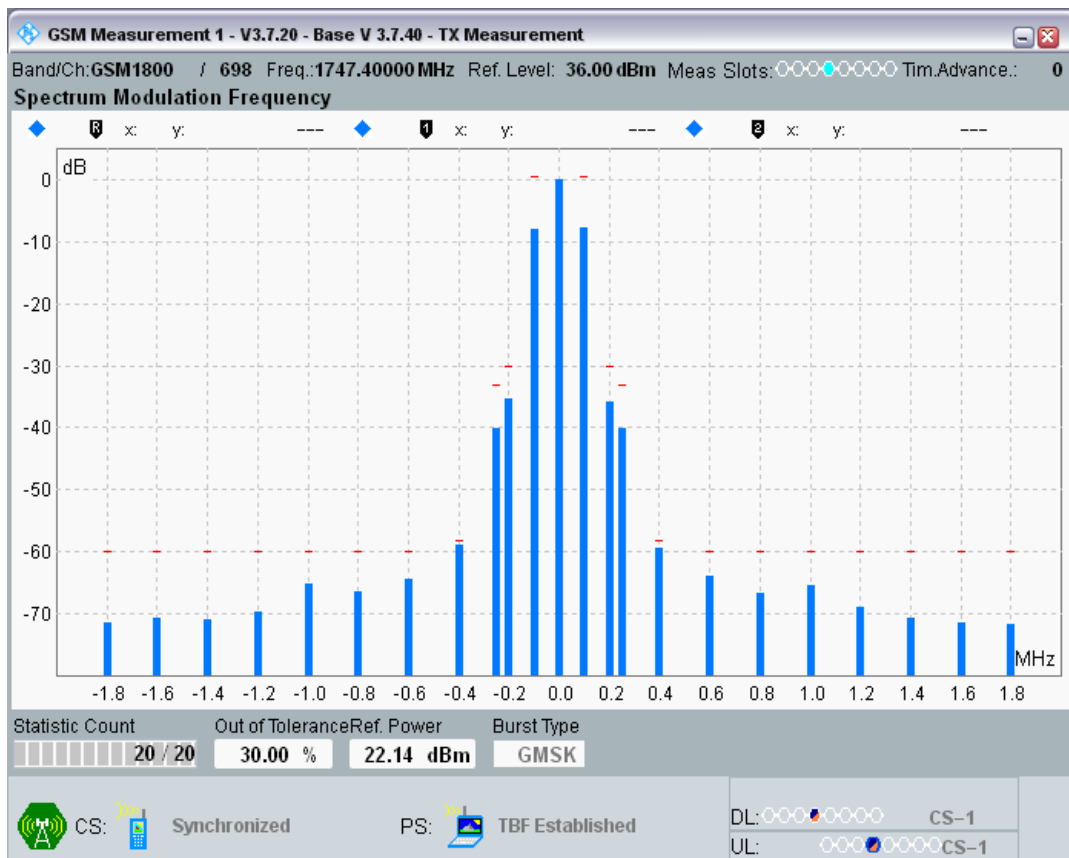 GSM Measurement 1 - V3.7.20 - Base V 3.7.40 - TX Measurement
Band/Ch:GSM1800 / 698 Freq.:1747.40000 MHz Ref. Level: 36.00 dBm Meas Slots: Tim.Advance.: 0
Spectrum Modulation Frequency
R x: y: --- 1 x: y: --- 2 x: y: ---
dB
0
-10
-20
-30
-40
-50
-60
-70
MHz
-1.8 -1.6 -1.4 -1.2 -1.0 -0.8 -0.6 -0.4 -0.2 0.0 0.2 0.4 0.6 0.8 1.0 1.2 1.4 1.6 1.8
Statistic Count Out of Tolerance Ref. Power Burst Type
20 / 20 30.00 % 22.14 dBm GMSK
CS: Synchronized PS: TBF Established
DL: CS-1
UL: CS-1